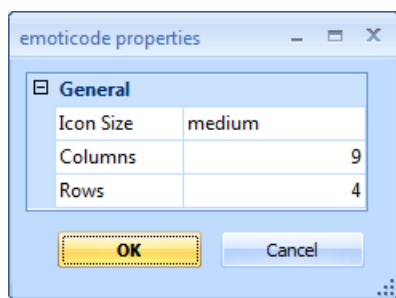 emoticode properties
General
Icon Size medium
Columns 9
Rows 4
OK Cancel